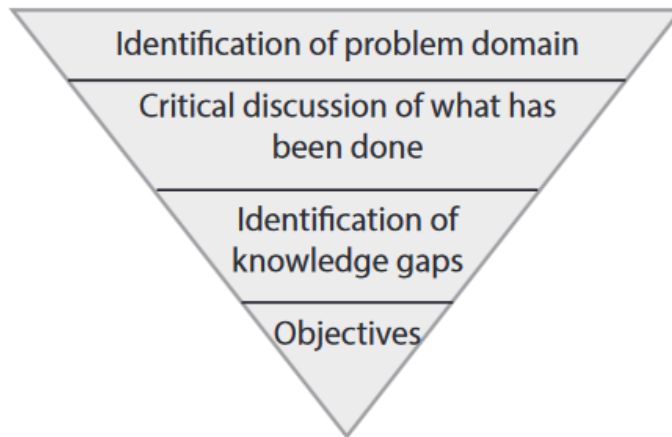 Identification of problem domain
Critical discussion of what has
been done
Identification of
knowledge gaps
Objectives